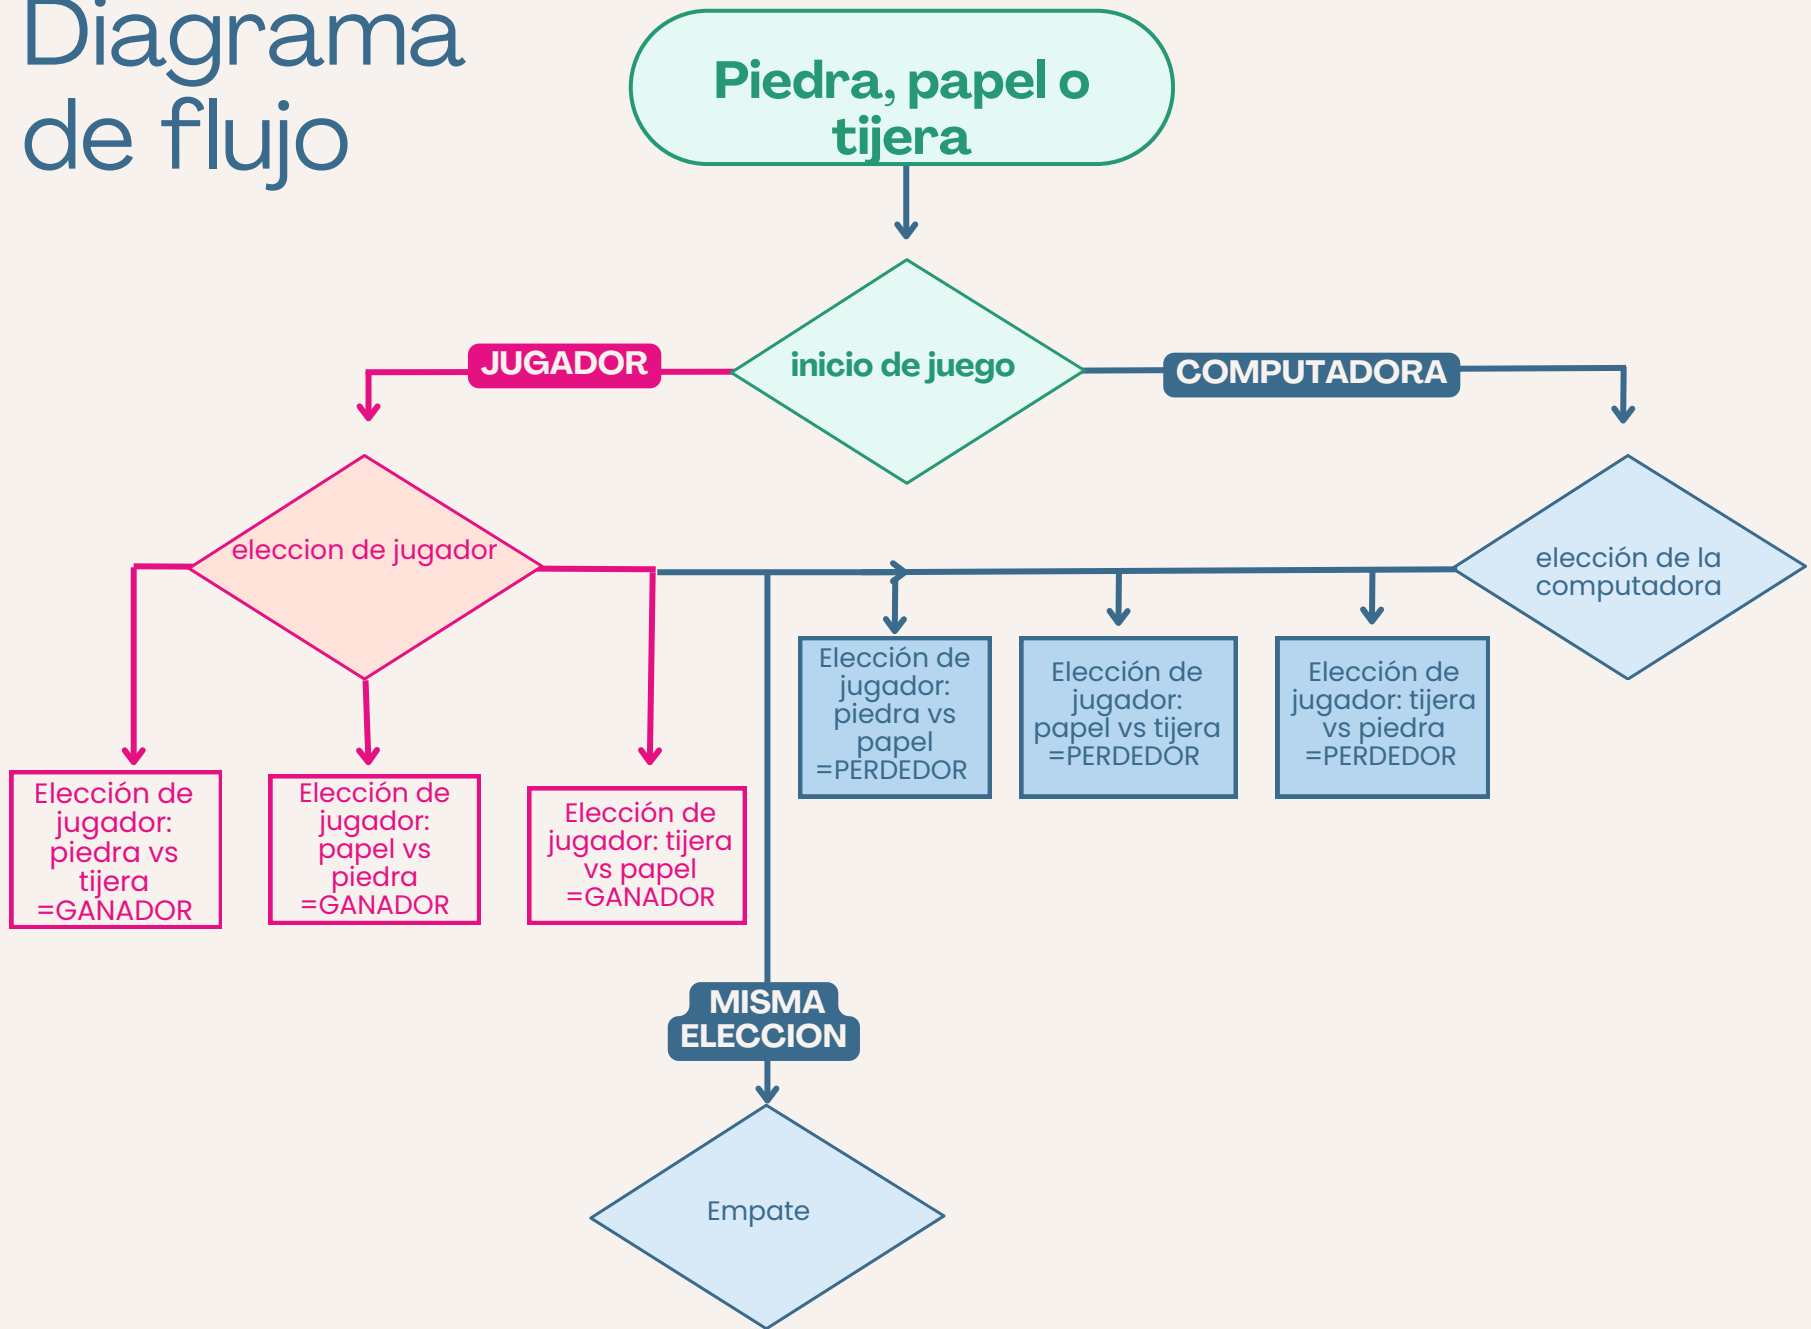 Diagrama
de flujo
Piedra, papel o
tijera
inicio de juego
JUGADOR
COMPUTADORA
eleccion de jugador
elección de la
computadora
Elección de
jugador:
piedra vs
papel
=PERDEDOR
Elección de
jugador:
papel vs tijera
=PERDEDOR
Elección de
jugador: tijera
vs piedra
=PERDEDOR
Elección de
jugador:
piedra vs
tijera
=GANADOR
Elección de
jugador:
papel vs
piedra
=GANADOR
Elección de
jugador: tijera
vs papel
=GANADOR
MISMA
ELECCION
Empate